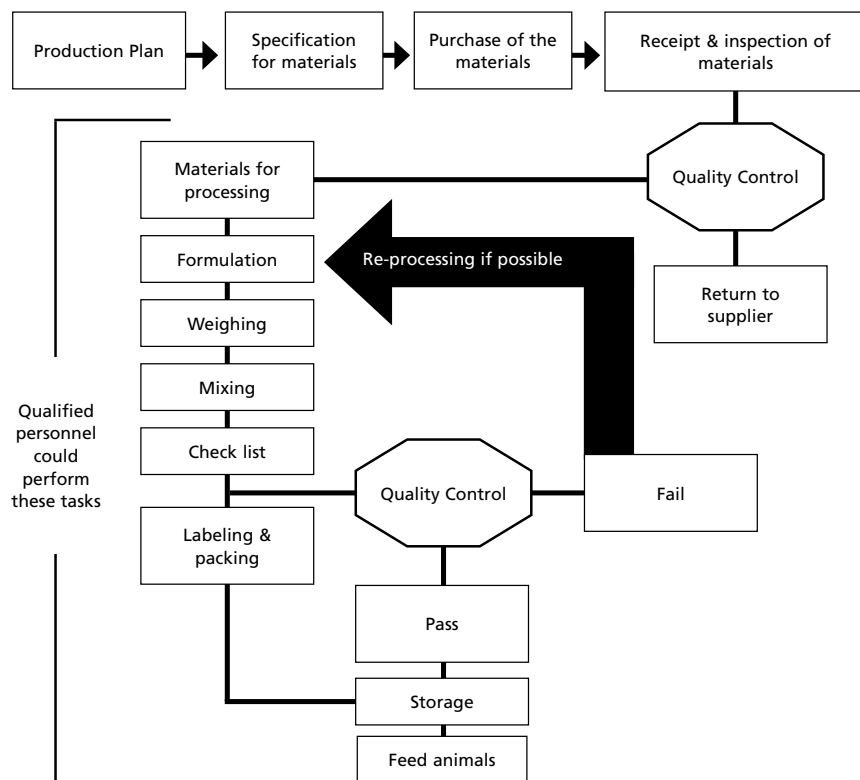 Production Plan
Specification
for materials
Purchase of the
materials
Receipt & inspection of
materials
Quality Control
Materials for
processing
Return to
supplier
Re-processing if possible
Formulation
Weighing
Mixing
Check list
Qualified
personnel
could
perform
these tasks
Quality Control
Fail
Labeling &
packing
Pass
Storage
Feed animals